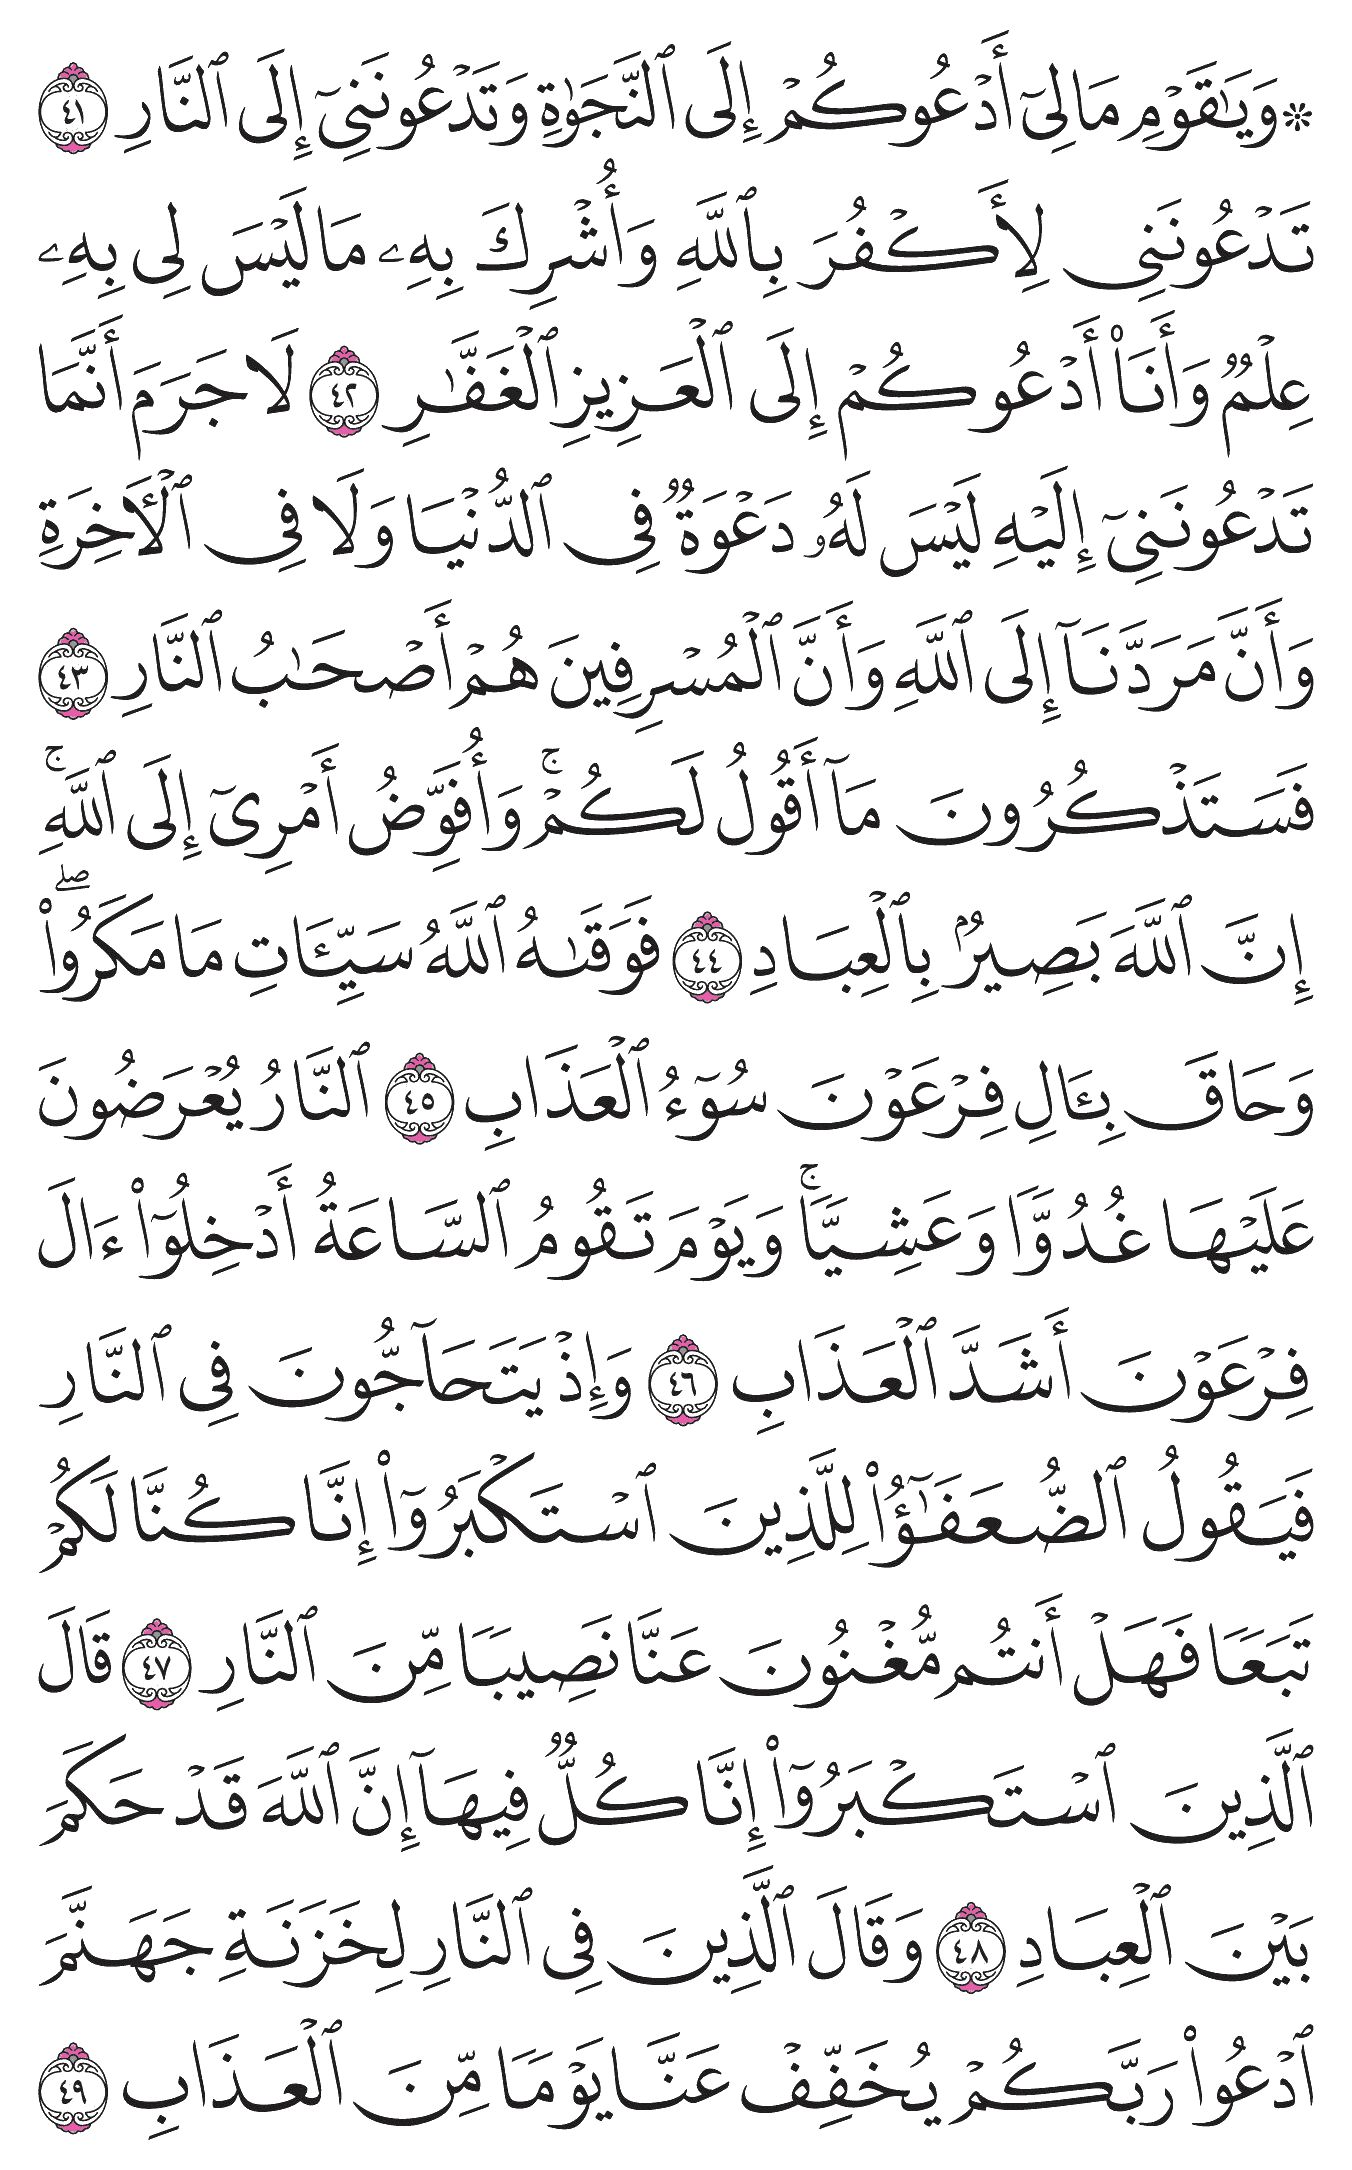 ۞ وَيَٰقَوْمِ مَا لِيٓ أَدْعُوكُمْ إِلَى ٱلنَّجَوٰةِ وَتَدْعُونَنِيٓ إِلَى ٱلنَّارِ ٤١
تَدْعُونَنِي لِأَكْفُرَ بِٱللَّهِ وَأُشْرِكَ بِهِۦ مَا لَيْسَ لِي بِهِۦ
عِلْمٌ وَأَنَا۠ أَدْعُوكُمْ إِلَى ٱلْعَزِيزِ ٱلْغَفَّٰرِ ٤٢ لَا جَرَمَ أَنَّمَا
تَدْعُونَنِيٓ إِلَيْهِ لَيْسَ لَهُۥ دَعْوَةٌ فِي ٱلدُّنْيَا وَلَا فِي ٱلْأٓخِرَةِ
وَأَنَّ مَرَدَّنَآ إِلَى ٱللَّهِ وَأَنَّ ٱلْمُسْرِفِينَ هُمْ أَصْحَٰبُ ٱلنَّارِ ٤٣
فَسَتَذْكُرُونَ مَآ أَقُولُ لَكُمْۚ وَأُفَوِّضُ أَمْرِيٓ إِلَى ٱللَّهِۚ
إِنَّ ٱللَّهَ بَصِيرُۢ بِٱلْعِبَادِ ٤٤ فَوَقَىٰهُ ٱللَّهُ سَيِّـَٔاتِ مَا مَكَرُوا۟ۖ
وَحَاقَ بِـَٔالِ فِرْعَوْنَ سُوٓءُ ٱلْعَذَابِ ٤٥ ٱلنَّارُ يُعْرَضُونَ
عَلَيْهَا غُدُوًّا وَعَشِيًّاۚ وَيَوْمَ تَقُومُ ٱلسَّاعَةُ أَدْخِلُوٓا۟ ءَالَ
فِرْعَوْنَ أَشَدَّ ٱلْعَذَابِ ٤٦ وَإِذْ يَتَحَآجُّونَ فِي ٱلنَّارِ
فَيَقُولُ ٱلضُّعَفَٰٓؤُا۟ لِلَّذِينَ ٱسْتَكْبَرُوٓا۟ إِنَّا كُنَّا لَكُمْ
تَبَعًا فَهَلْ أَنتُم مُّغْنُونَ عَنَّا نَصِيبًا مِّنَ ٱلنَّارِ ٤٧ قَالَ
ٱلَّذِينَ ٱسْتَكْبَرُوٓا۟ إِنَّا كُلٌّ فِيهَآ إِنَّ ٱللَّهَ قَدْ حَكَمَ
بَيْنَ ٱلْعِبَادِ ٤٨ وَقَالَ ٱلَّذِينَ فِي ٱلنَّارِ لِخَزَنَةِ جَهَنَّمَ
ٱدْعُوا۟ رَبَّكُمْ يُخَفِّفْ عَنَّا يَوْمًا مِّنَ ٱلْعَذَابِ ٤٩